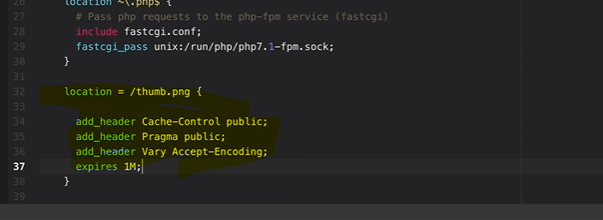 26 location ~\.php$ {
27 # Pass php requests to the php-fpm service (fastcgi)
28 include fastcgi.conf;
29 fastcgi_pass unix:/run/php/php7.1-fpm.sock;
30 }
31
32 location = /thumb.png {
33
34 add_header Cache-Control public;
35 add_header Pragma public;
36 add_header Vary Accept-Encoding;
37 expires 1M;
38 }
39